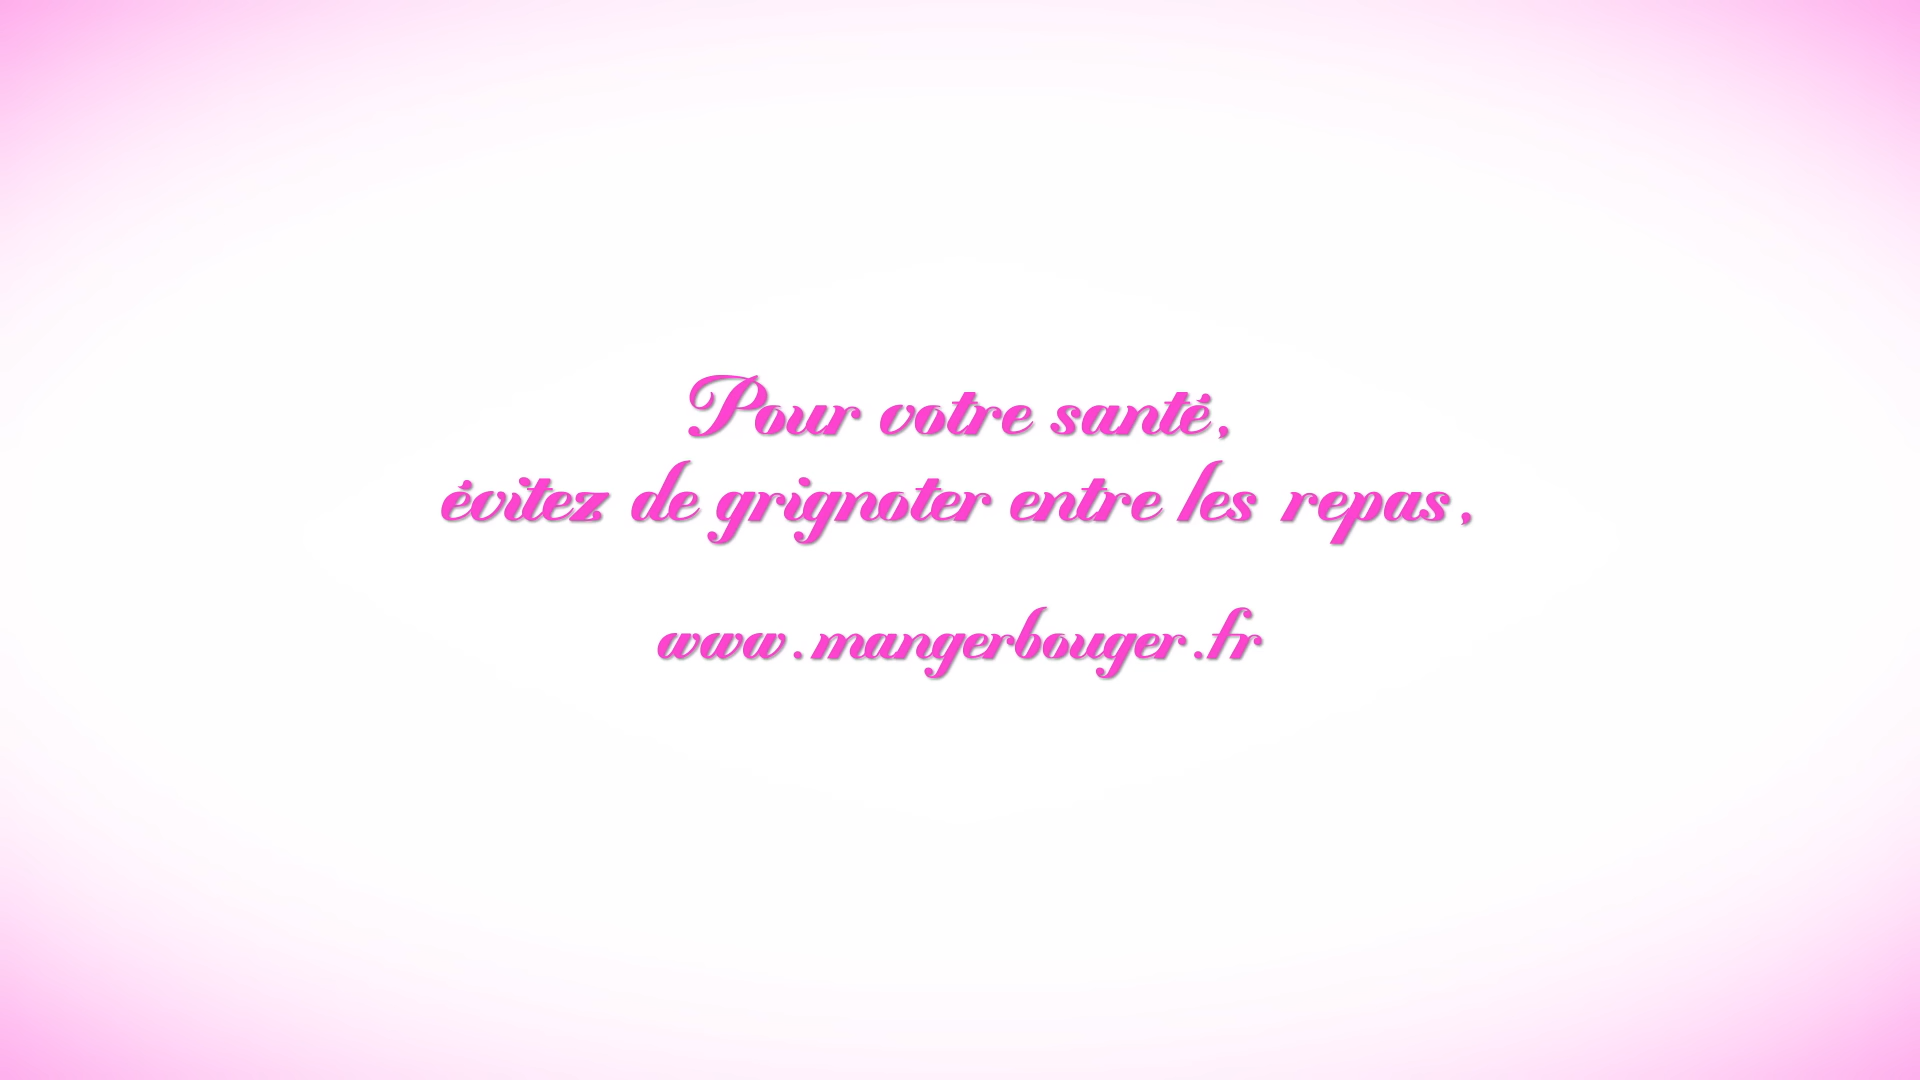 Pour votre santé,
évitez de grignoter entre les repas,
www.mangerbouger.fr